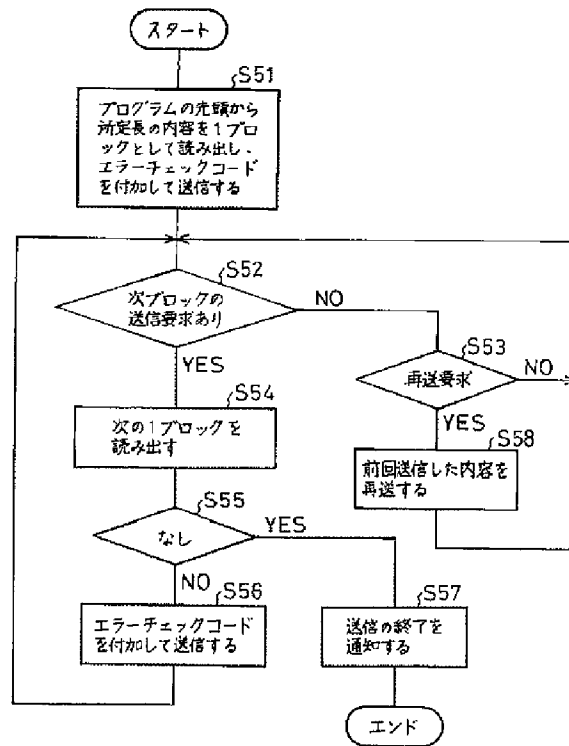 スタート
S51
プログラムの先頭から
所定長の内容を1ブロ
ックとして読み出し、
エラーチェックコード
を付加して送信する
S52
次ブロックの
送信要求あり
NO
YES
S53
再送要求
NO
YES
S54
次の1ブロックを
読み出す
S58
前回送信した内容を
再送する
S55
なし
YES
NO
S56
エラーチェックコード
を付加して送信する
S57
送信の終了を
通知する
エンド